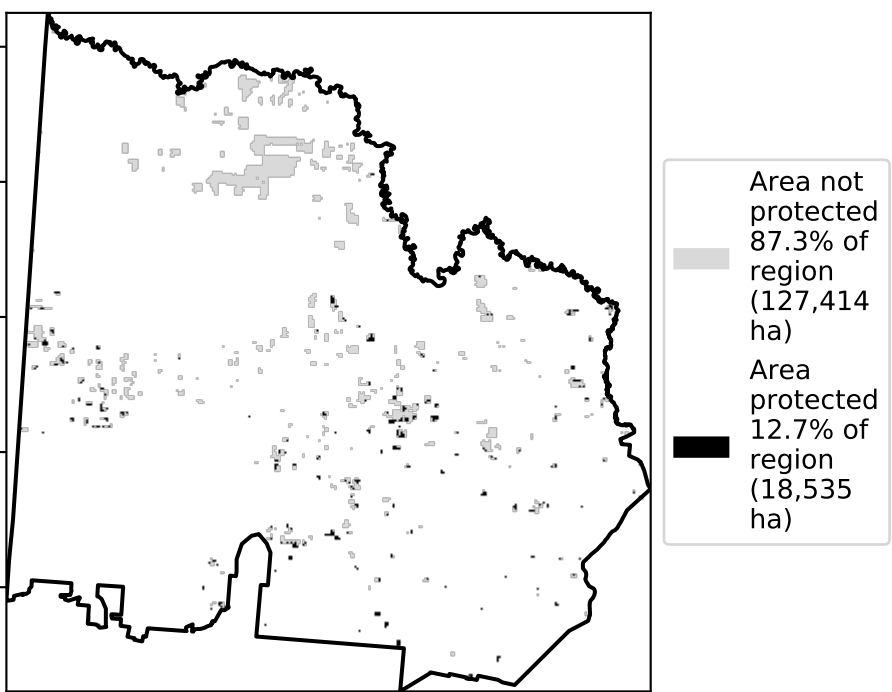 Area not
protected
87.3% of
region
(127,414
ha)
Area
protected
12.7% of
region
(18,535
ha)